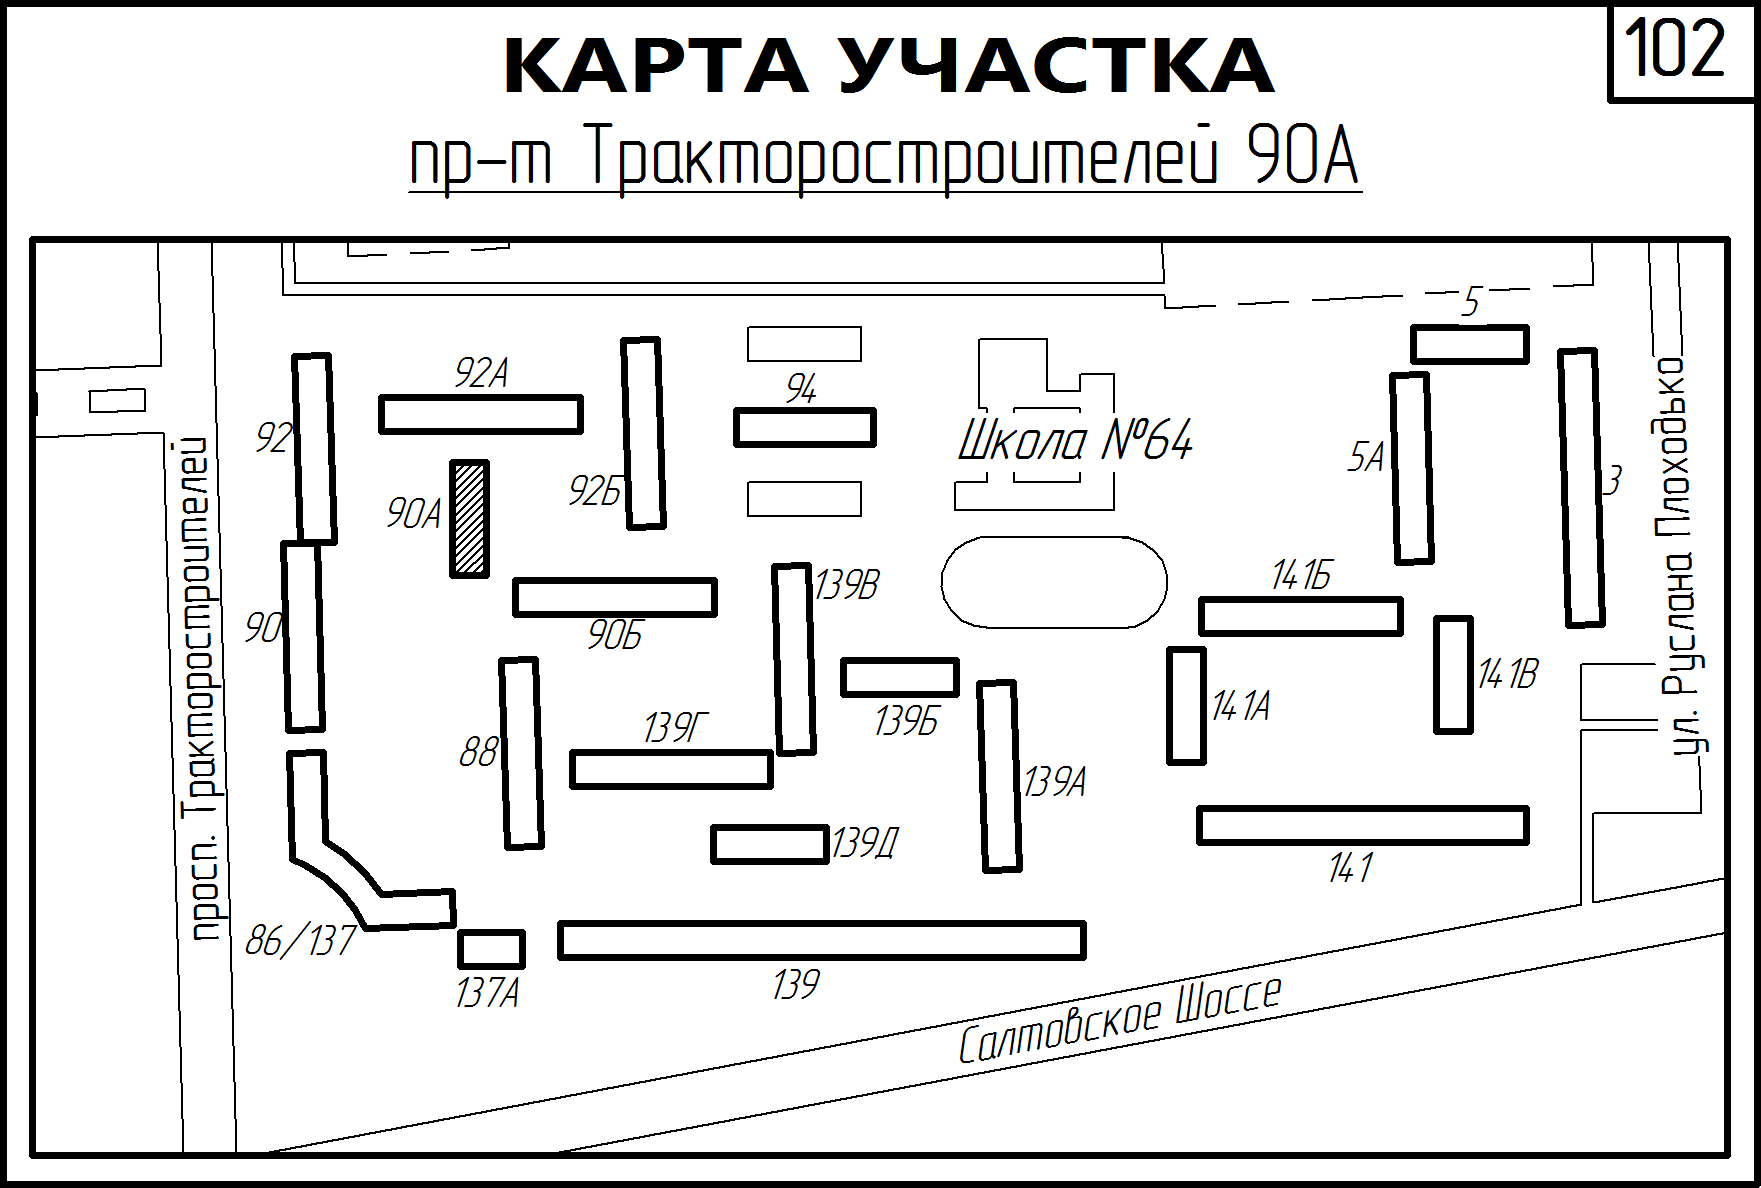 102
КАРТА УЧАСТКА
пр-т Тракторостроителей 90А
5
92А
94
92
Школа №64
5А
3
92Б
90А
просп. Тракторостроителей
ул. Руслана Плоходько
139В
141Б
90
90Б
141В
141А
139Б
139Г
88
139А
139Д
141
86/137
137А
139
Салтовское Шоссе